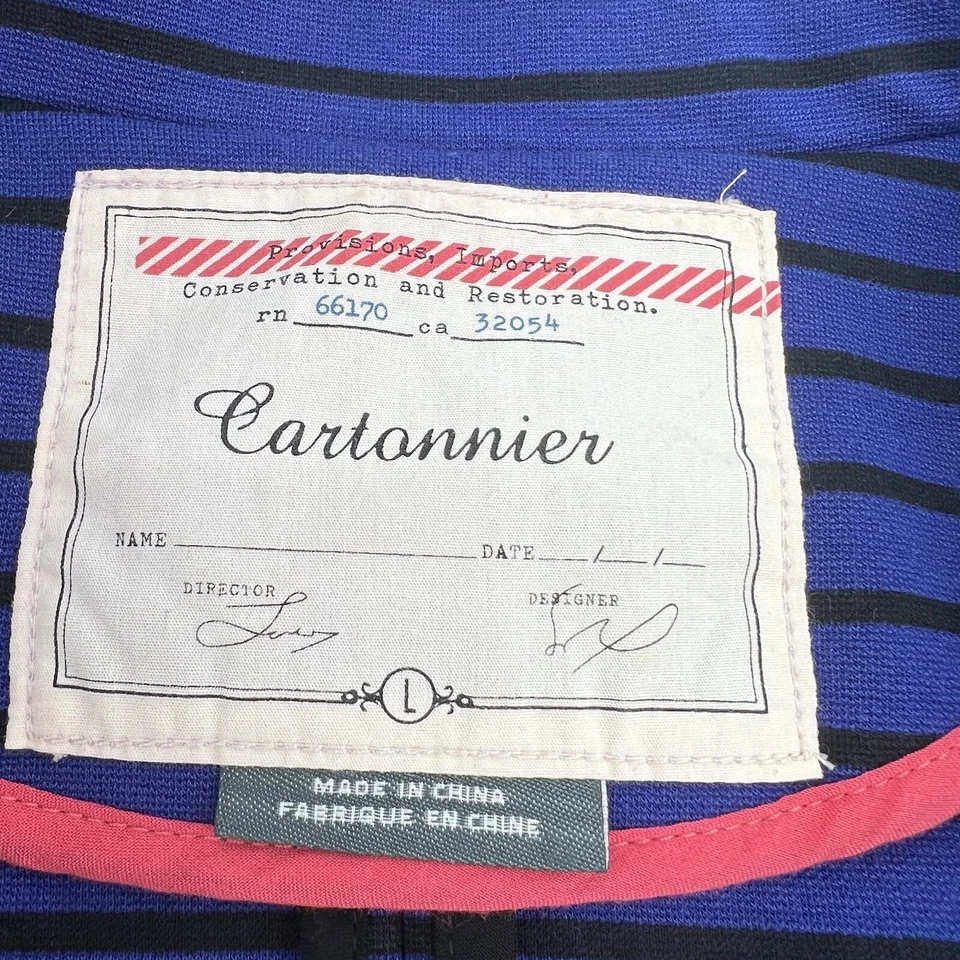 Provisions, Imports,
Conservation and Restoration.
rn 66170 ca 32054
Cartonnier
NAME DATE / /
DIRECTOR DESIGNER
L
MADE IN CHINA
FABRIQUE EN CHINE